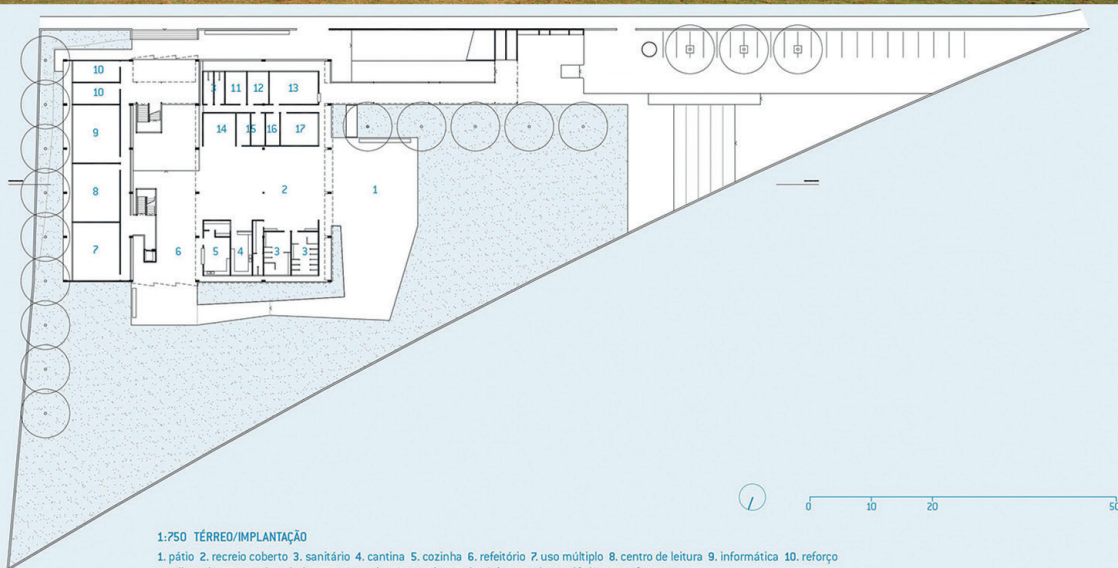 10
10
3 11 12 13
9
14 15 16 17
8
2
1
7
6
5
4
3
3
0 10 20 50
1:750 TÉRREO/IMPLANTAÇÃO
1. pátio 2. recreio coberto 3. sanitário 4. cantina 5. cozinha 6. refeitório 7. uso múltiplo 8. centro de leitura 9. informática 10. reforço